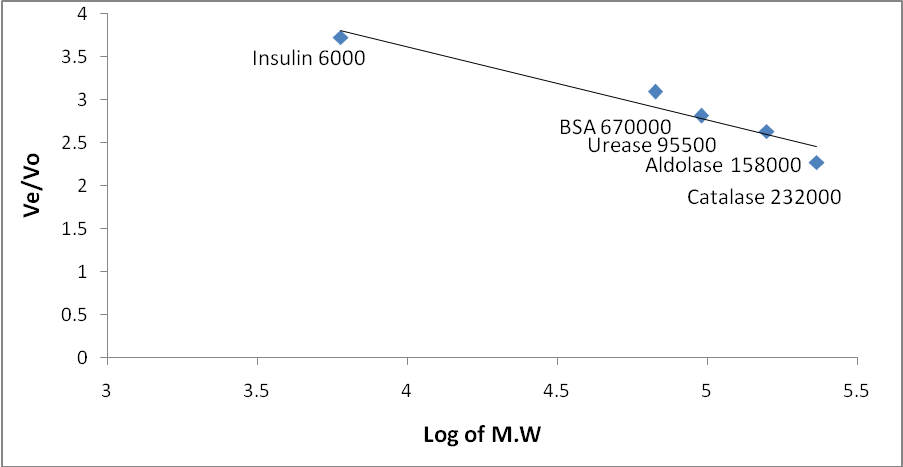 4
3.5
3
2.5
2
1.5
1
0.5
0
Ve/Vo
Insulin 6000
BSA 670000
Urease 95500
Aldolase 158000
Catalase 232000
3 3.5 4 4.5 5 5.5
Log of M.W